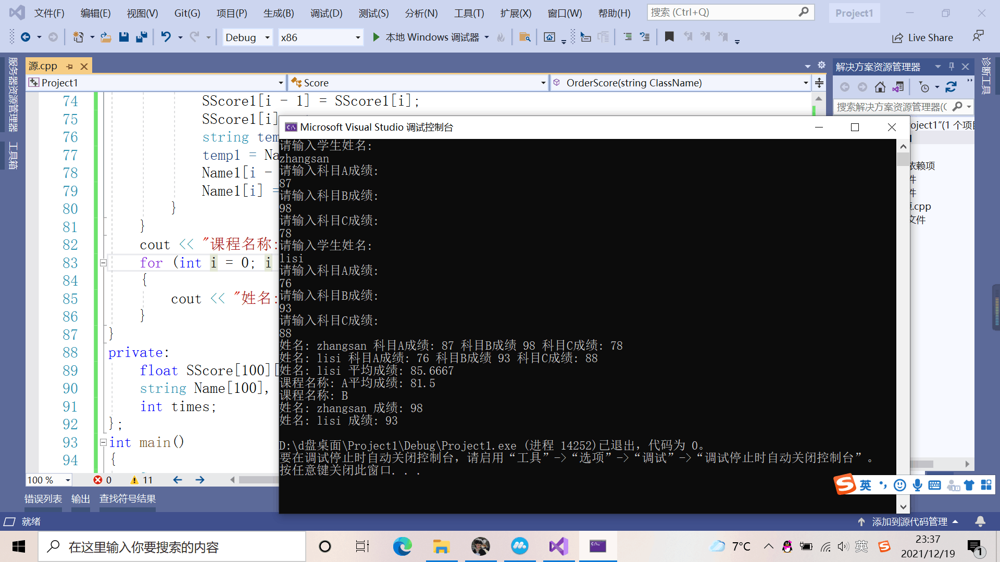 文件(F) 编辑(E) 视图(V) Git(G) 项目(P) 生成(B) 调试(D) 测试(S) 分析(N) 工具(T) 扩展(X) 窗口(W) 帮助(H) 搜索 (Ctrl+Q) Project1
Debug x86 本地 Windows 调试器 Live Share
服务器资源管理器
工具箱
源.cpp
Project1 Score OrderScore(string ClassName)
解决方案资源管理器
诊断工具
搜索解决方案资源管理器(C
oject1"(1 个项目
依赖项
件
件
.cpp
文件
74 SScore1[i - 1] = SScore1[i];
75 SScore1[i]
76 string tem
77 temp1 = Na
78 Name1[i -
79 Name1[i] =
80 }
81 }
82 cout << "课程名称:
83 for (int i = 0; i
84 {
85 cout << "姓名:
86 }
87 }
88 private:
89 float SScore[100][
90 string Name[100],
91 int times;
92 };
93 int main()
94 {
Microsoft Visual Studio 调试控制台
请输入学生姓名:
zhangsan
请输入科目A成绩:
87
请输入科目B成绩:
98
请输入科目C成绩:
78
请输入学生姓名:
lisi
请输入科目A成绩:
76
请输入科目B成绩:
93
请输入科目C成绩:
88
姓名: zhangsan 科目A成绩: 87 科目B成绩 98 科目C成绩: 78
姓名: lisi 科目A成绩: 76 科目B成绩 93 科目C成绩: 88
姓名: lisi 平均成绩: 85.6667
课程名称: A平均成绩: 81.5
课程名称: B
姓名: zhangsan 成绩: 98
姓名: lisi 成绩: 93
D:\d盘桌面\Project1\Debug\Project1.exe (进程 14252)已退出，代码为 0。
要在调试停止时自动关闭控制台，请启用“工具”->“选项”->“调试”->“调试停止时自动关闭控制台”。
按任意键关闭此窗口. . .
100 % 0 11
英
错误列表 输出 查找符号结果
就绪 添加到源代码管理
在这里输入你要搜索的内容 7°C 英 23:37
2021/12/19
1